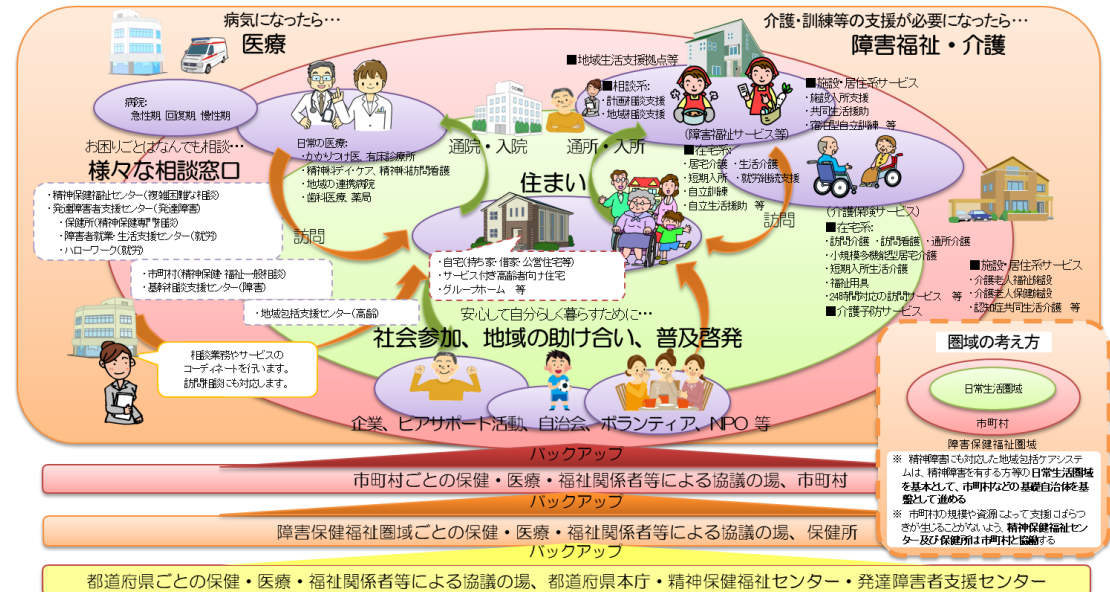 病気になったら…
医療
介護・訓練等の支援が必要になったら…
障害福祉・介護
病院:
急性期、回復期、慢性期
日常の医療:
・かかりつけ医、有床診療所
・精神科デイ・ケア、精神科訪問看護
・地域の連携病院
・歯科医療、薬局
■地域生活支援拠点等
■相談系:
・計画相談支援
・地域相談支援
(障害福祉サービス等)
■在宅系:
・居宅介護 ・生活介護
・短期入所 ・就労継続支援
・自立訓練
・自立生活援助 等
■施設・居住系サービス
・施設入所支援
・共同生活援助
・宿泊型自立訓練 等
(介護保険サービス)
■在宅系:
・訪問介護 ・訪問看護 ・通所介護
・小規模多機能型居宅介護
・短期入所生活介護
・福祉用具
・24時間対応の訪問サービス 等
■介護予防サービス
■施設・居住系サービス
・介護老人福祉施設
・介護老人保健施設
・認知症共同生活介護 等
お困りごとはなんでも相談…
様々な相談窓口
・精神保健福祉センター(複雑困難な相談)
・発達障害者支援センター(発達障害)
・保健所(精神保健専門相談)
・障害者就業・生活支援センター(就労)
・ハローワーク(就労)
・市町村(精神保健・福祉一般相談)
・基幹相談支援センター(障害)
・地域包括支援センター(高齢)
相談業務やサービスの
コーディネートを行います。
訪問相談にも対応します。
通院・入院
通所・入所
訪問
訪問
住まい
・自宅(持ち家・借家・公営住宅等)
・サービス付き高齢者向け住宅
・グループホーム 等
安心して自分らしく暮らすために…
社会参加、地域の助け合い、普及啓発
企業、ピアサポート活動、自治会、ボランティア、NPO 等
圏域の考え方
日常生活圏域
市町村
障害保健福祉圏域
※ 精神障害にも対応した地域包括ケアシステ
ムは、精神障害を有する方等の日常生活圏域
を基本として、市町村などの基礎自治体を基
盤として進める
※ 市町村の規模や資源によって支援にばらつ
きが生じることがないよう、精神保健福祉セン
ター及び保健所は市町村と協働する
バックアップ
市町村ごとの保健・医療・福祉関係者等による協議の場、市町村
バックアップ
障害保健福祉圏域ごとの保健・医療・福祉関係者等による協議の場、保健所
バックアップ
都道府県ごとの保健・医療・福祉関係者等による協議の場、都道府県本庁・精神保健福祉センター・発達障害者支援センター